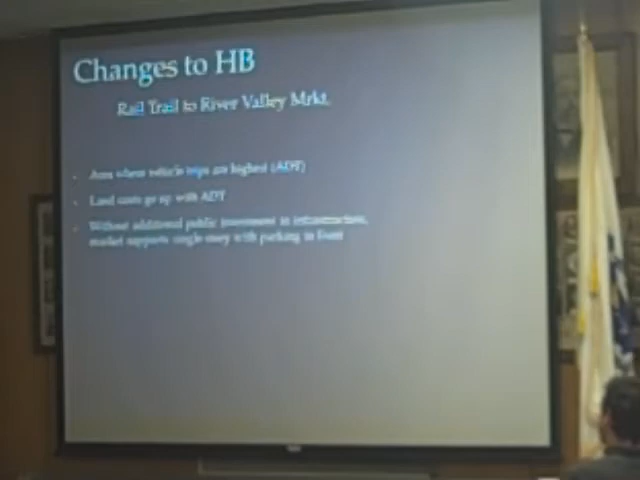 Changes to HB
Rail Trail to River Valley Mrkt.
Area where vehicle trips are highest (ADT)
Land costs go up with ADT
Without additional public investment in infrastructure,
market supports single story with parking in front